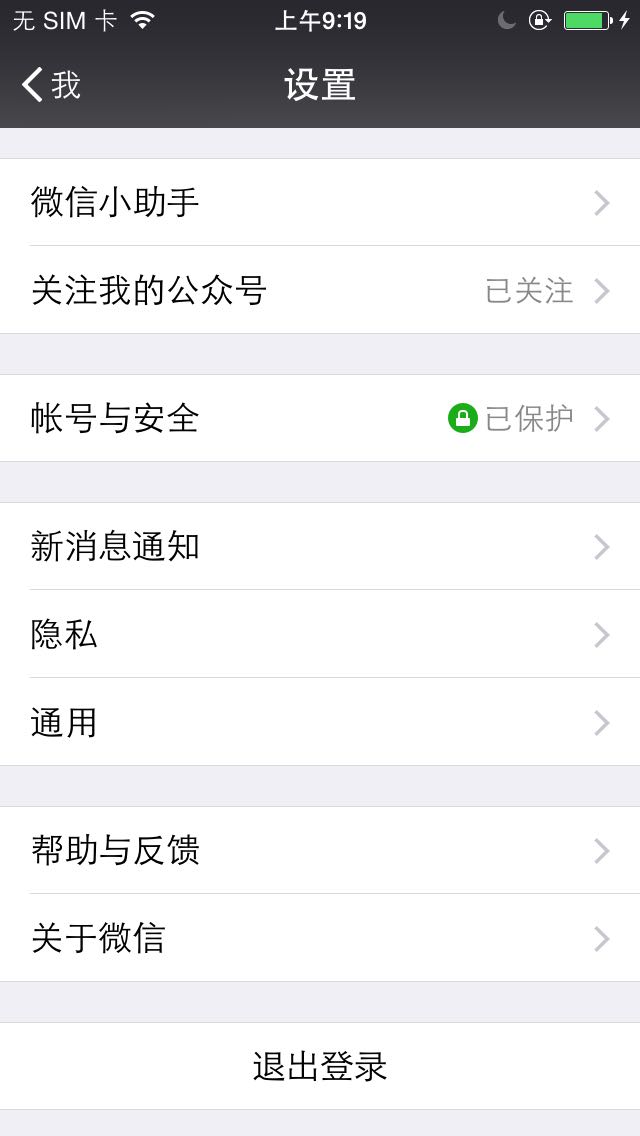 无 SIM 卡 上午9:19
我 设置
微信小助手
关注我的公众号 已关注
帐号与安全 已保护
新消息通知
隐私
通用
帮助与反馈
关于微信
退出登录